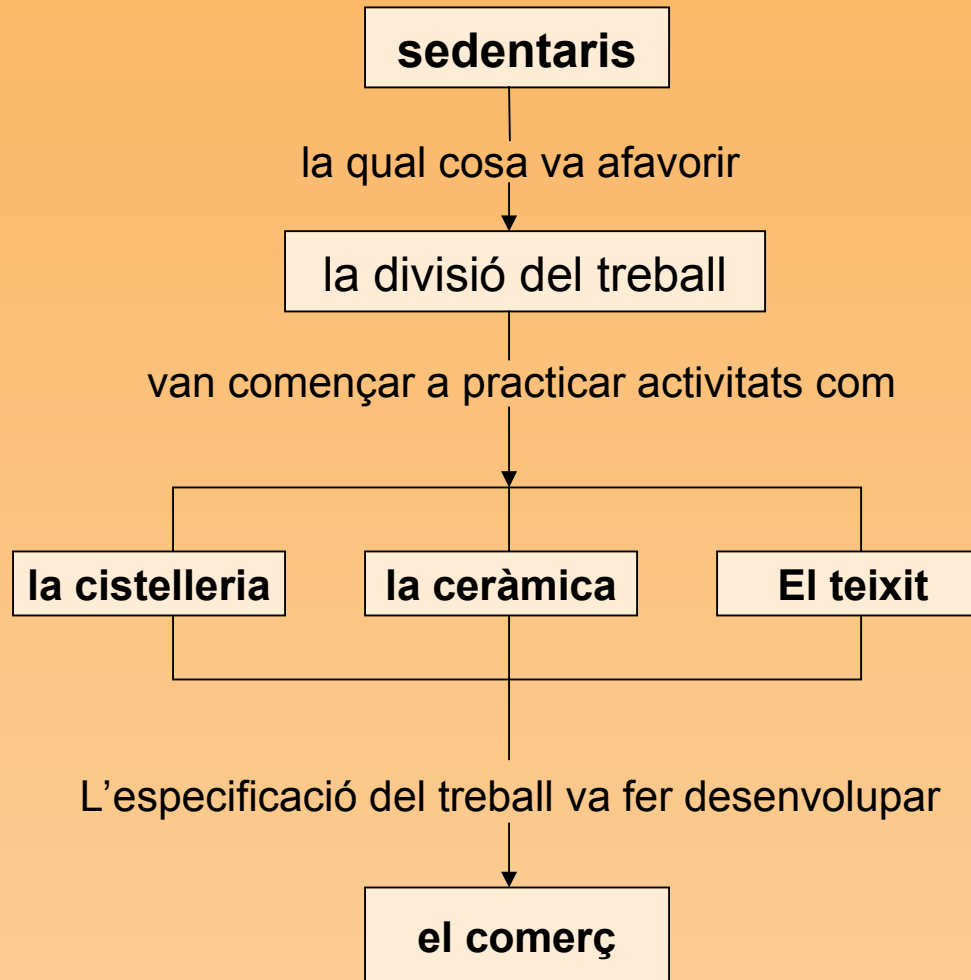 sedentaris
la qual cosa va afavorir
la divisió del treball
van començar a practicar activitats com
la cistelleria
la ceràmica
El teixit
L’especificació del treball va fer desenvolupar
el comerç